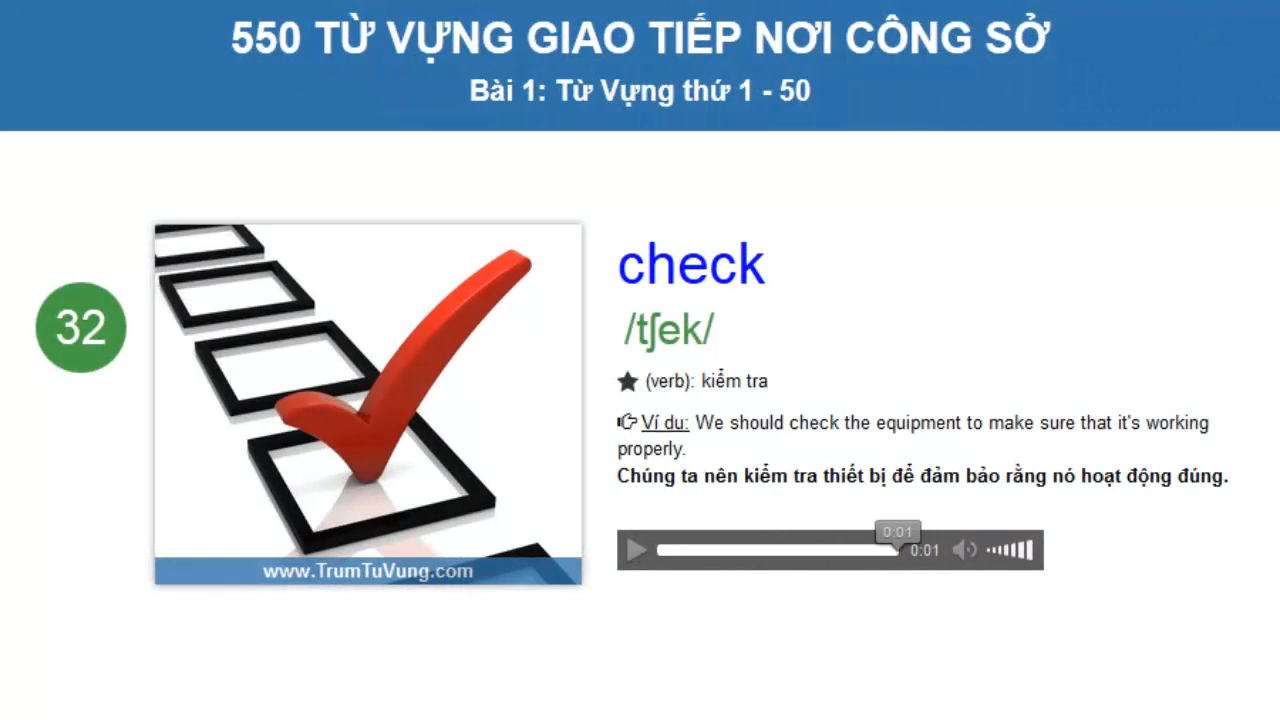 550 TỪ VỰNG GIAO TIẾP NƠI CÔNG SỞ
Bài 1: Từ Vựng thứ 1 - 50
32
www.TrumTuVung.com
check
/tʃek/
(verb): kiểm tra
Ví dụ: We should check the equipment to make sure that it's working
properly.
Chúng ta nên kiểm tra thiết bị để đảm bảo rằng nó hoạt động đúng.
0:01
0:01